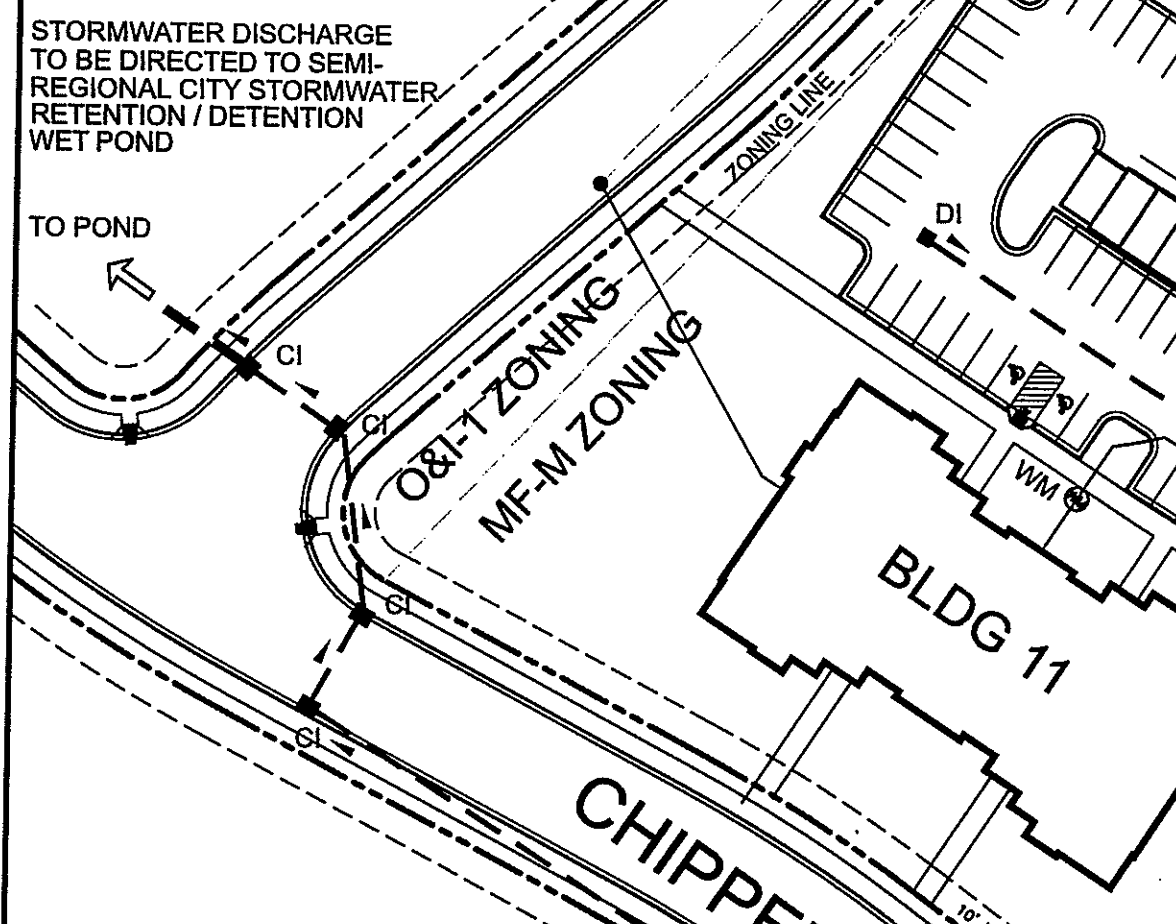 STORMWATER DISCHARGE
TO BE DIRECTED TO SEMI-
REGIONAL CITY STORMWATER
RETENTION / DETENTION
WET POND
TO POND
ZONING LINE
DI
CI
CI
O&I-1 ZONING
MF-M ZONING
WM
BLDG 11
CI
CI
CHIPPE
10'